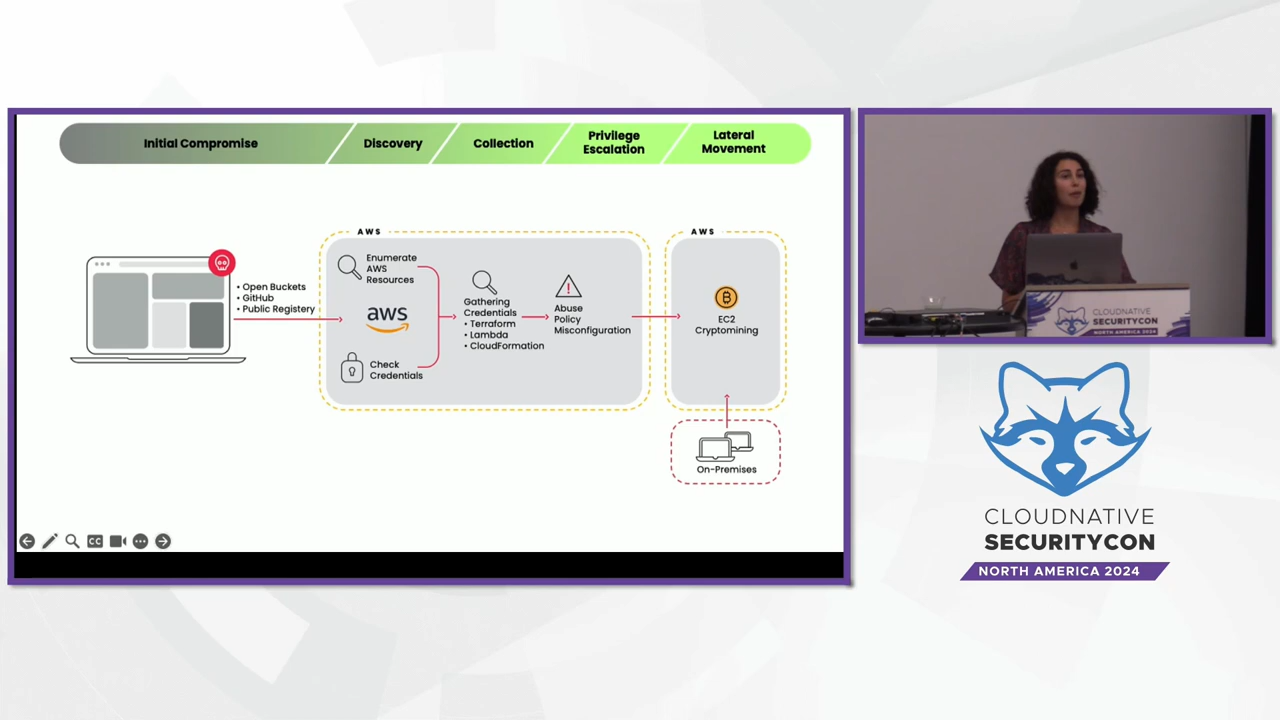 Initial Compromise
Discovery
Collection
Privilege
Escalation
Lateral
Movement
AWS
AWS
• Open Buckets
• GitHub
• Public Registery
Enumerate
AWS
Resources
aws
Check
Credentials
Gathering
Credentials
• Terraform
• Lambda
• CloudFormation
Abuse
Policy
Misconfiguration
EC2
Cryptomining
On-Premises
CC
CLOUDNATIVE
SECURITYCON
NORTH AMERICA 2024
CLOUDNATIVE
SECURITYCON
NORTH AMERICA 2024